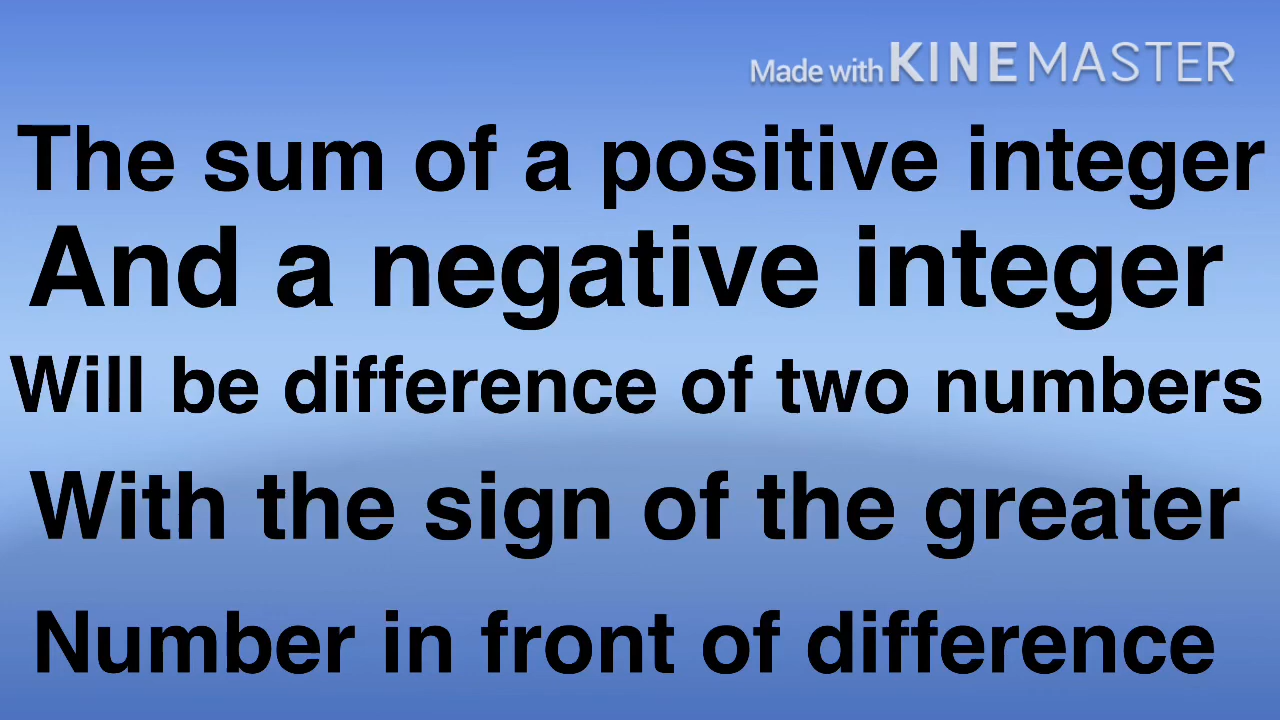 Made with KINEMASTER
The sum of a positive integer
And a negative integer
Will be difference of two numbers
With the sign of the greater
Number in front of difference